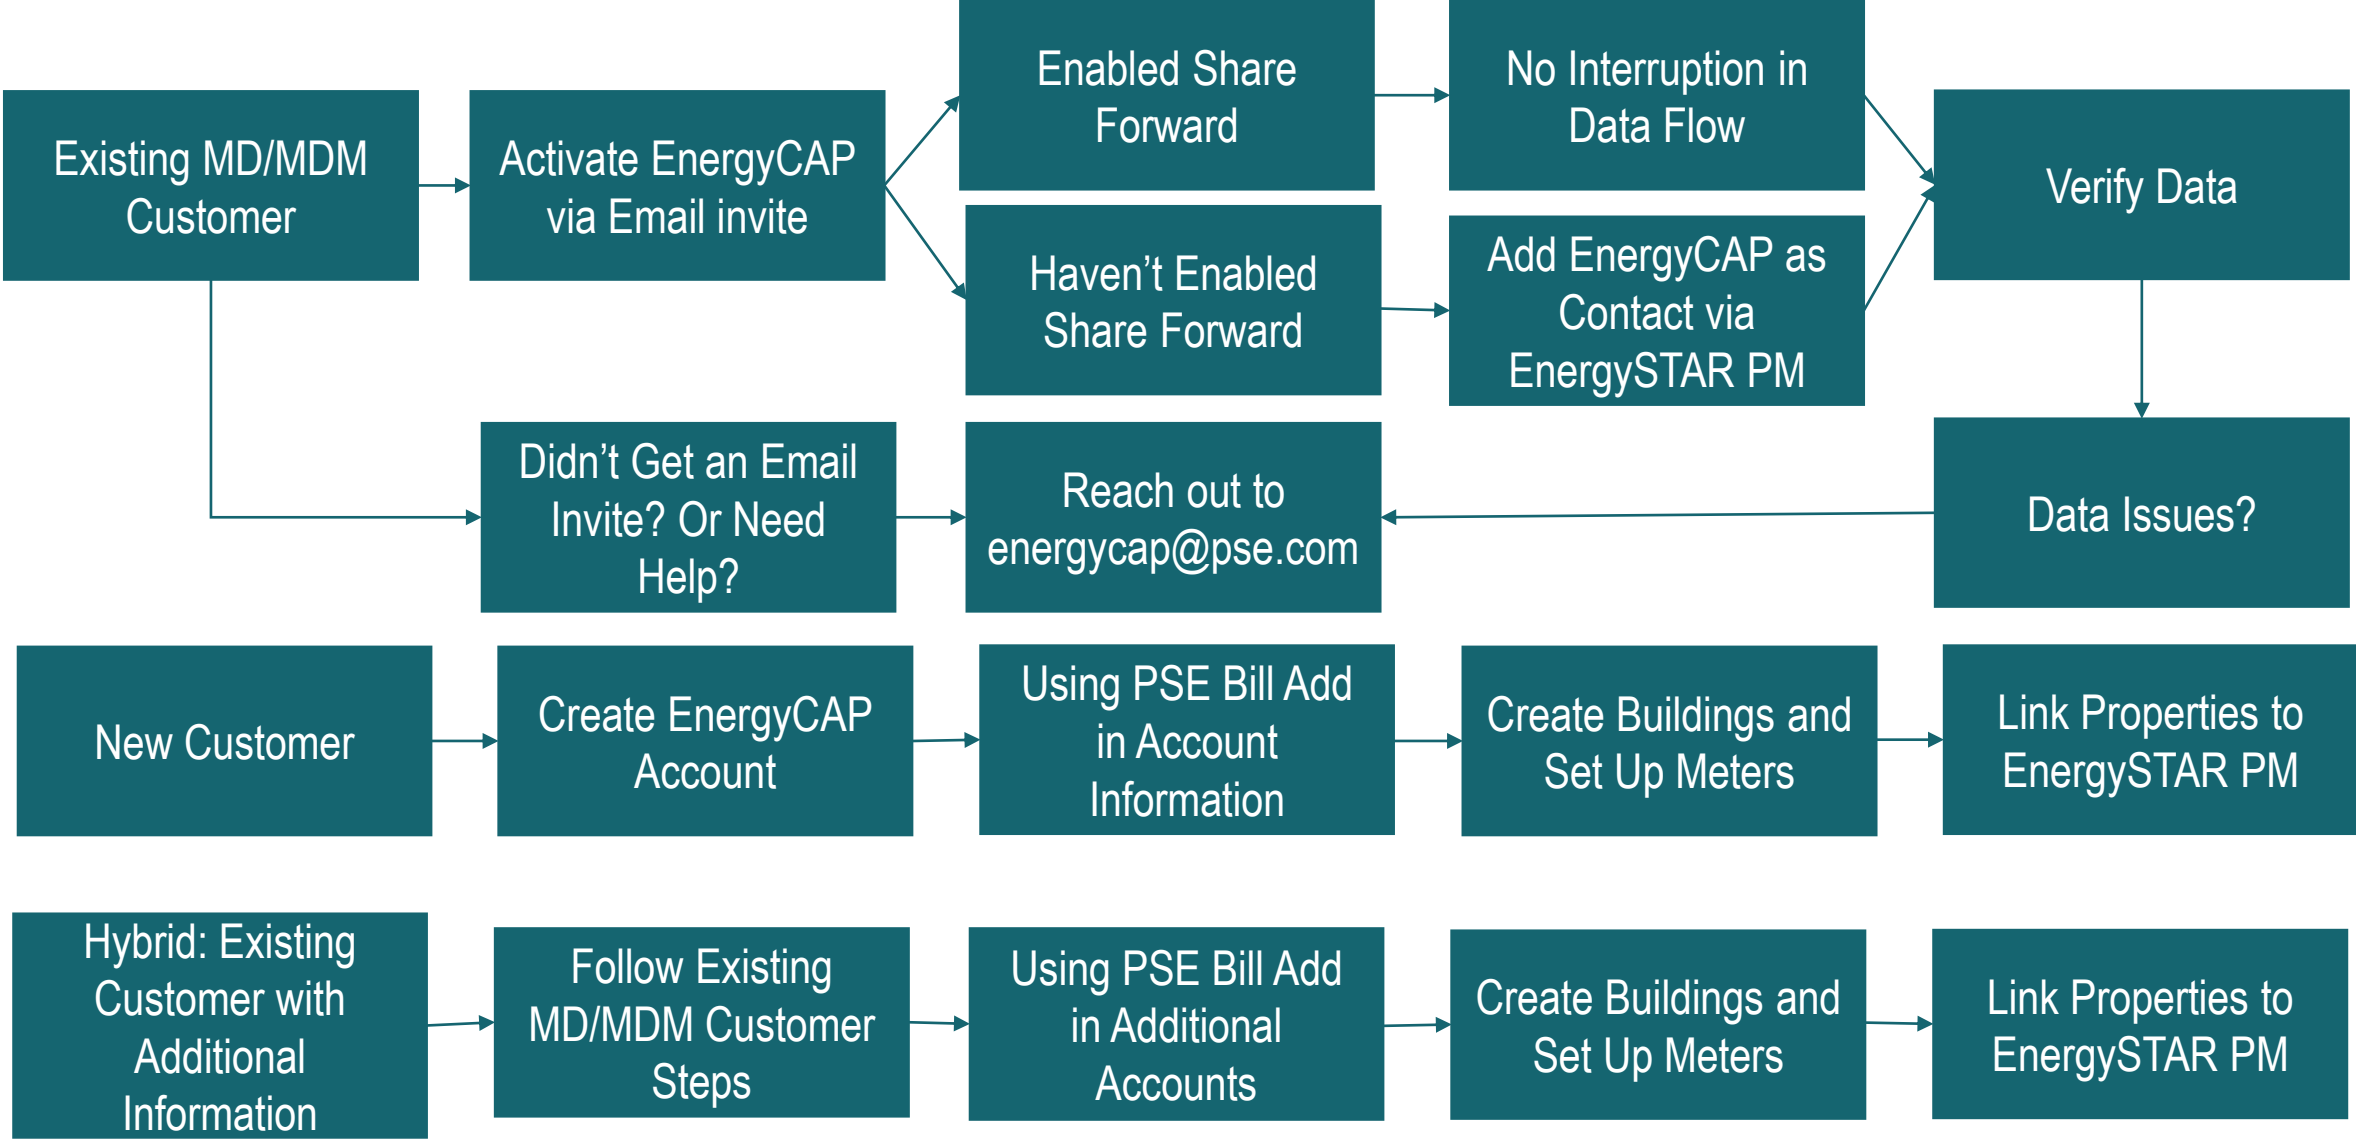 Existing MD/MDM
Customer
Activate EnergyCAP
via Email invite
Enabled Share
Forward
No Interruption in
Data Flow
Haven’t Enabled
Share Forward
Add EnergyCAP as
Contact via
EnergySTAR PM
Verify Data
Didn’t Get an Email
Invite? Or Need
Help?
Reach out to
energycap@pse.com
Data Issues?
New Customer
Create EnergyCAP
Account
Using PSE Bill Add
in Account
Information
Create Buildings and
Set Up Meters
Link Properties to
EnergySTAR PM
Hybrid: Existing
Customer with
Additional
Information
Follow Existing
MD/MDM Customer
Steps
Using PSE Bill Add
in Additional
Accounts
Create Buildings and
Set Up Meters
Link Properties to
EnergySTAR PM